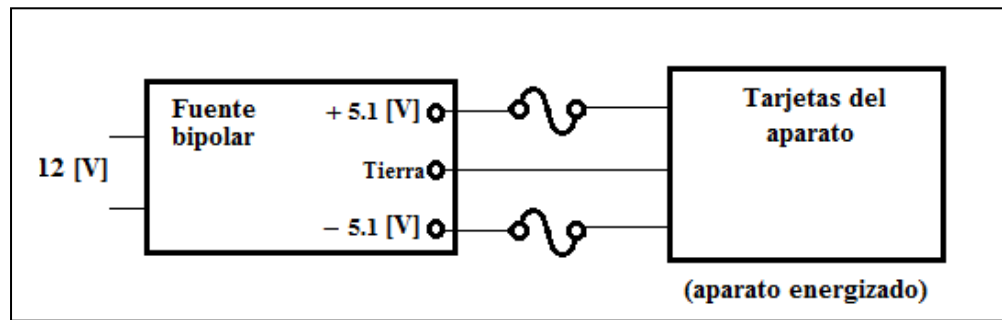 12 [V]
Fuente
bipolar
+ 5.1 [V]
Tierra
− 5.1 [V]
Tarjetas del
aparato
(aparato energizado)